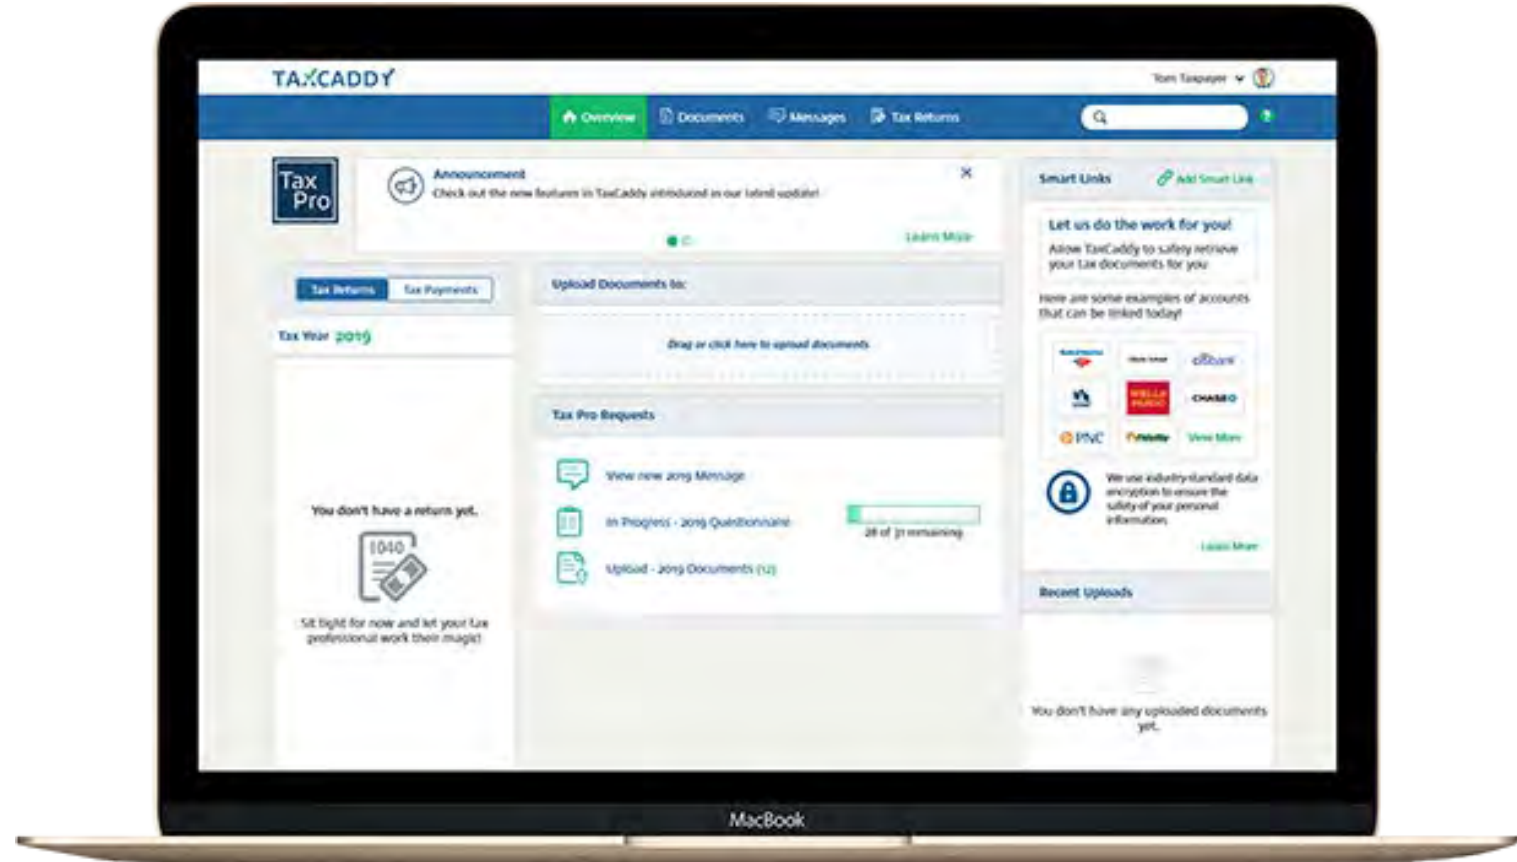 TAXCADDY
Tom Taxpayer
Overview
Documents
Messages
Tax Returns
Tax
Pro
Announcement
Check out the new features in TaxCaddy introduced in our latest update!
Learn More
Smart Links
Add Smart Link
Let us do the work for you!
Allow TaxCaddy to safely retrieve
your tax documents for you
Here are some examples of accounts
that can be linked today!
citibank
WELLS
FARGO
CHASE
PNC
Fidelity
View More
We use industry-standard data
encryption to ensure the
safety of your personal
information.
Learn More
Recent Uploads
You don't have any uploaded documents
yet.
Tax Returns
Tax Payments
Tax Year 2019
You don't have a return yet.
1040
Sit tight for now and let your tax
professional work their magic!
Upload Documents to:
Drag or click here to upload documents
Tax Pro Requests
View new 2019 Message
In Progress - 2019 Questionnaire
28 of 31 remaining
Upload - 2019 Documents (12)
MacBook